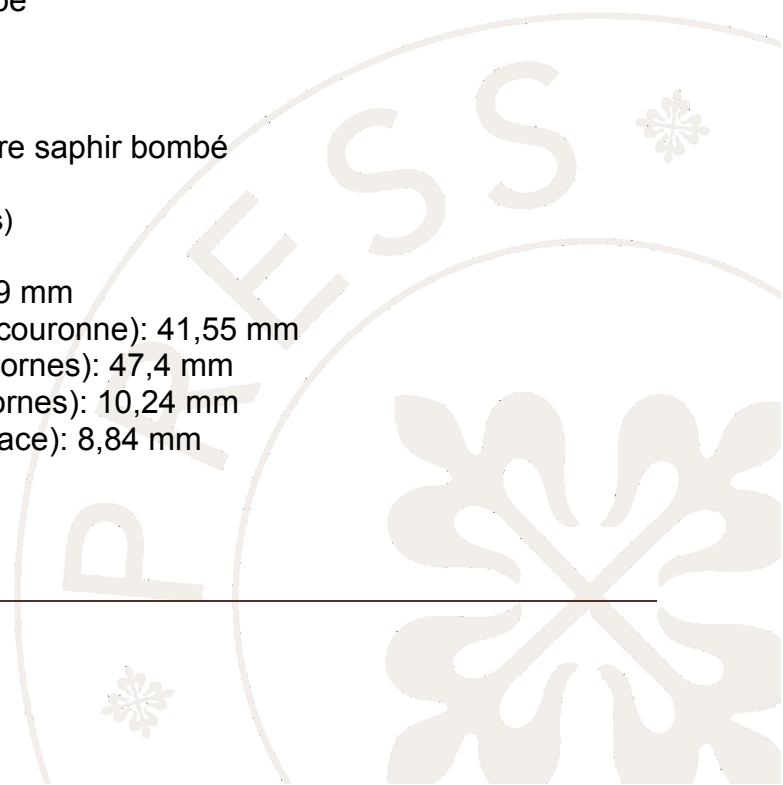 re saphir bombé
s)
9 mm
couronne): 41,55 mm
ornes): 47,4 mm
ornes): 10,24 mm
ace): 8,84 mm
PRESS